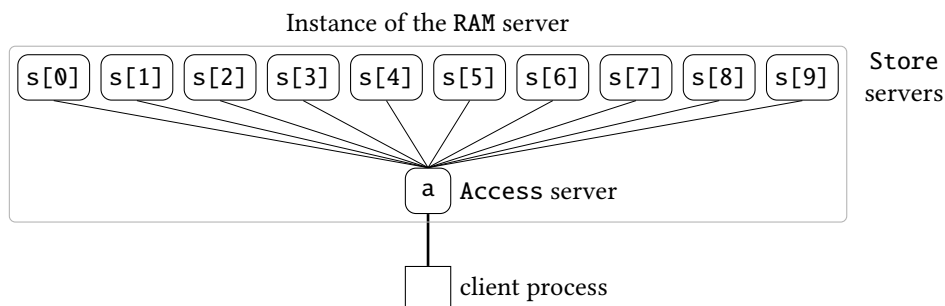 Instance of the RAM server
s[0] s[1] s[2] s[3] s[4] s[5] s[6] s[7] s[8] s[9]
Store
servers
a
Access server
client process